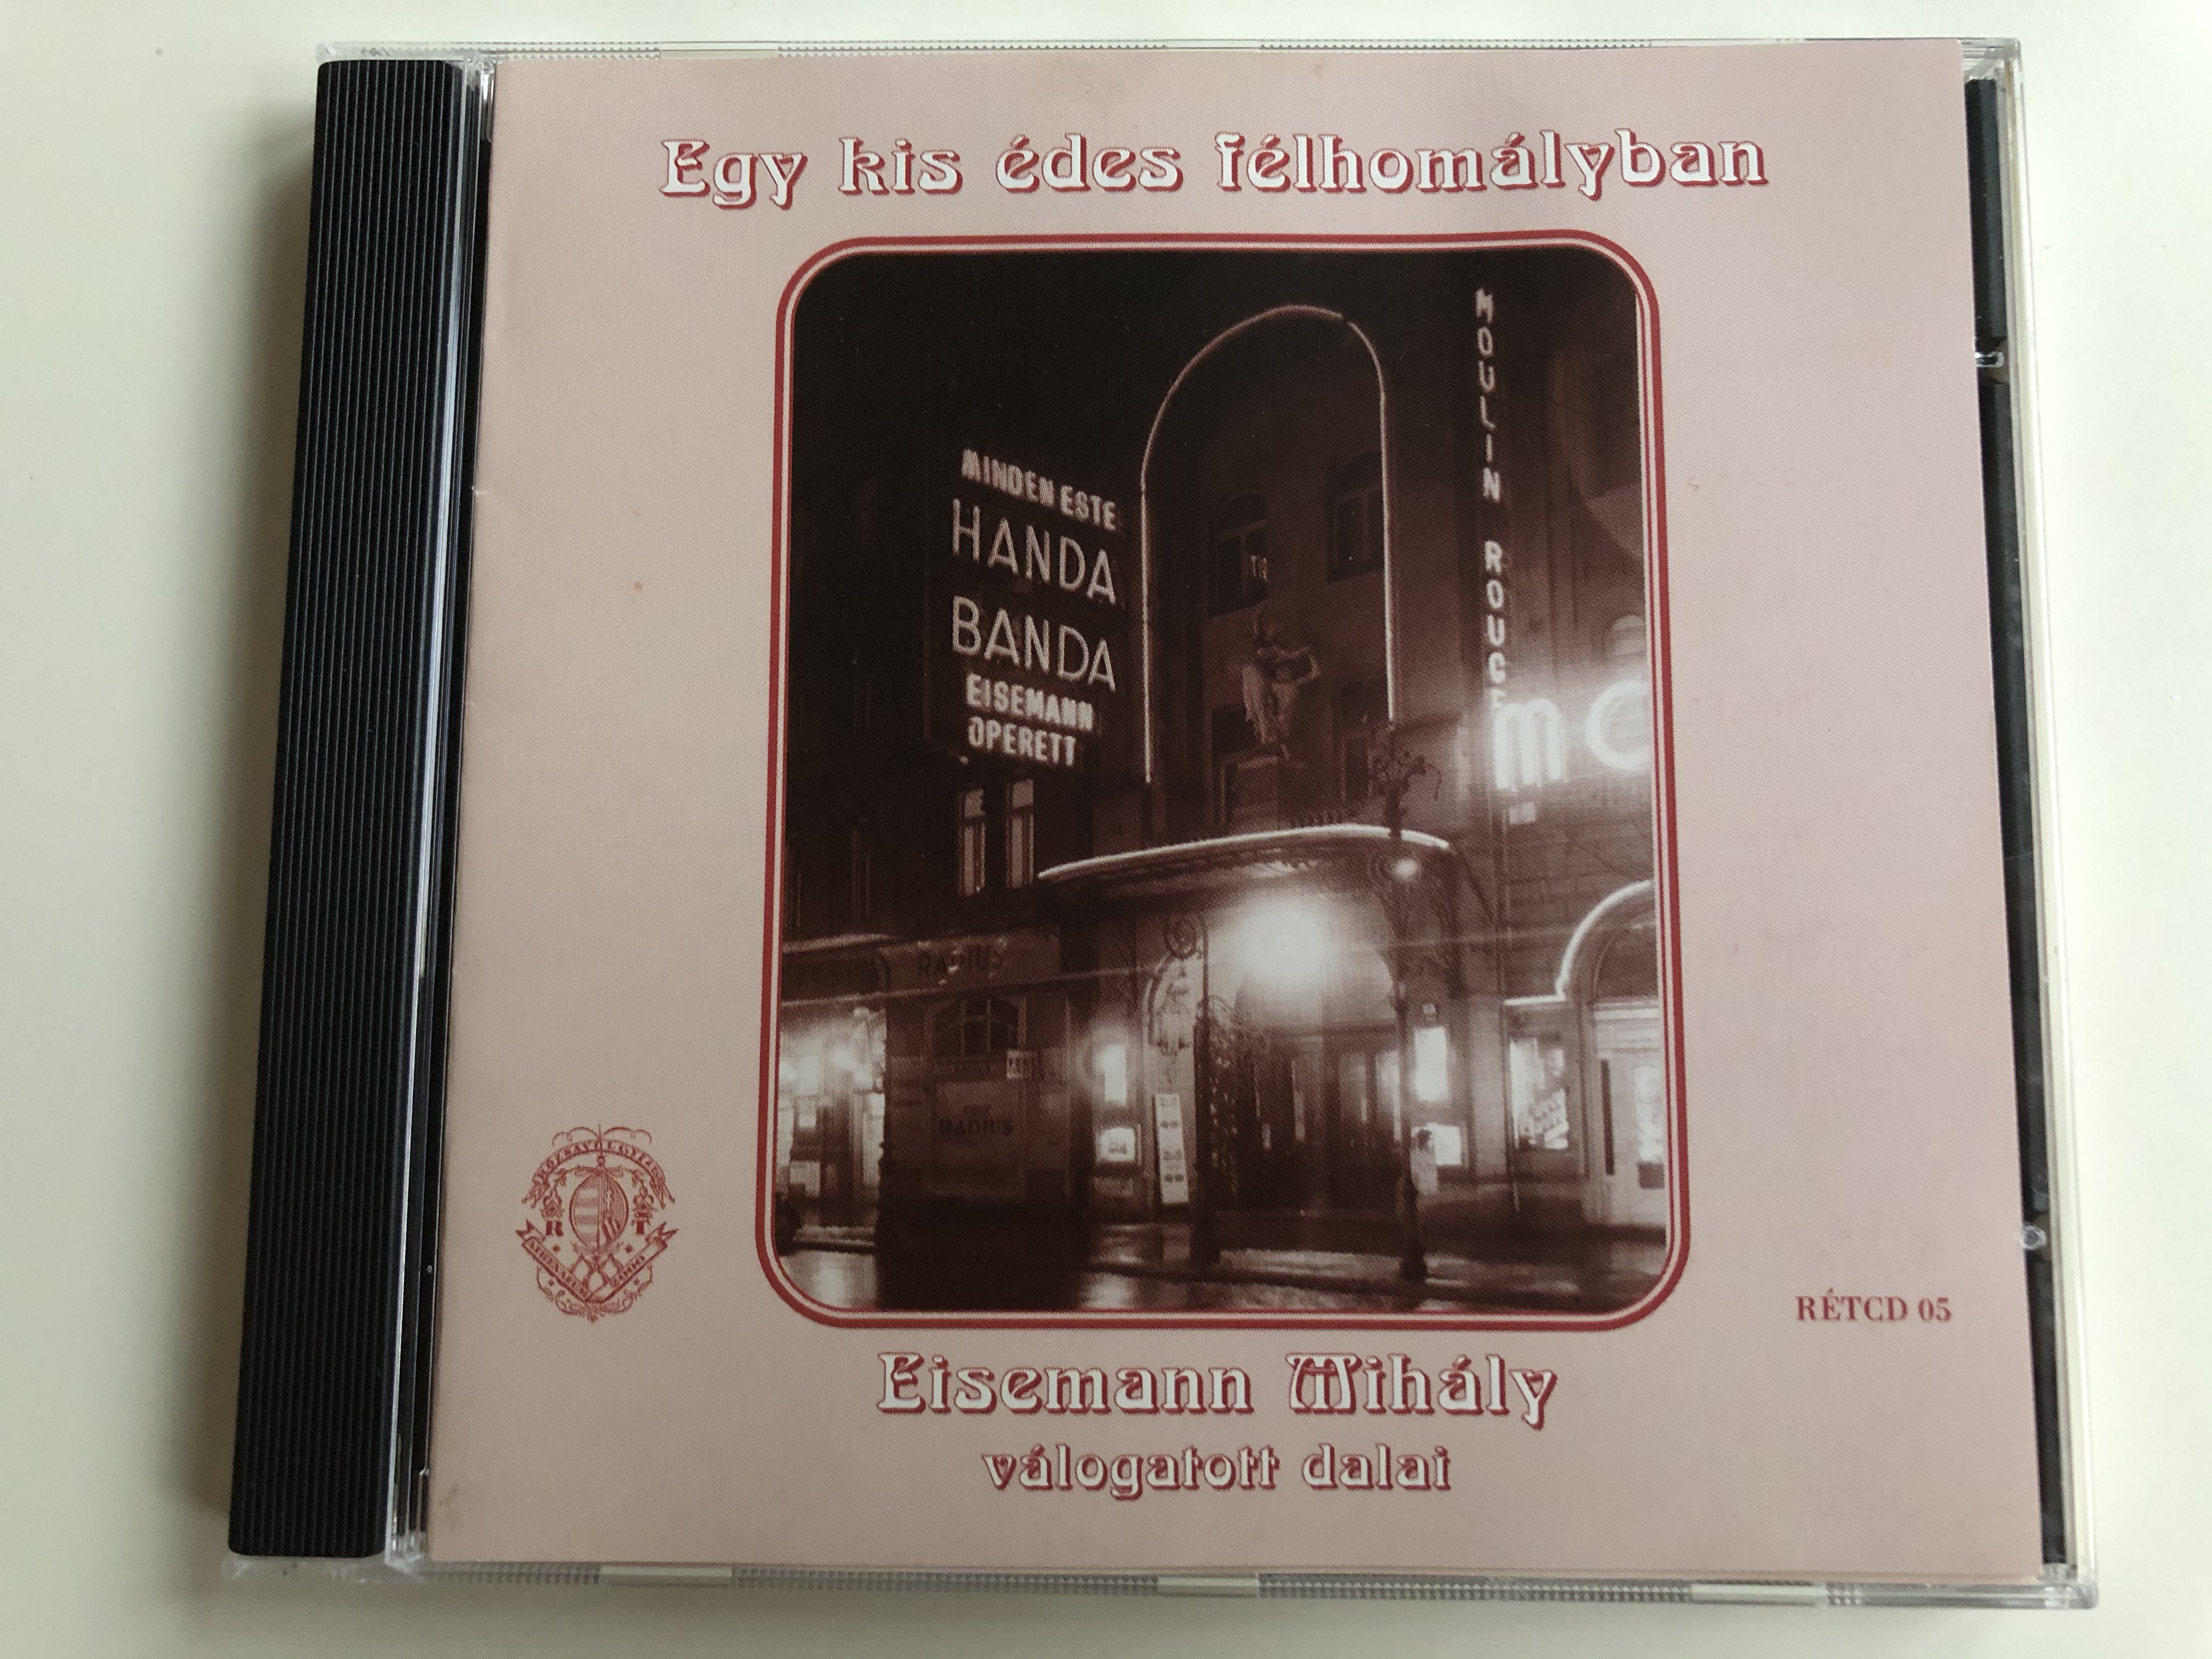 Egy kis édes félhomályban
MOULIN ROUGE
MINDEN ESTE
HANDA
BANDA
EISEMANN
OPERETT
RADIUS
RADIUS
R T
RÉTCD 05
Eisemann Mihály
válogatott dalai